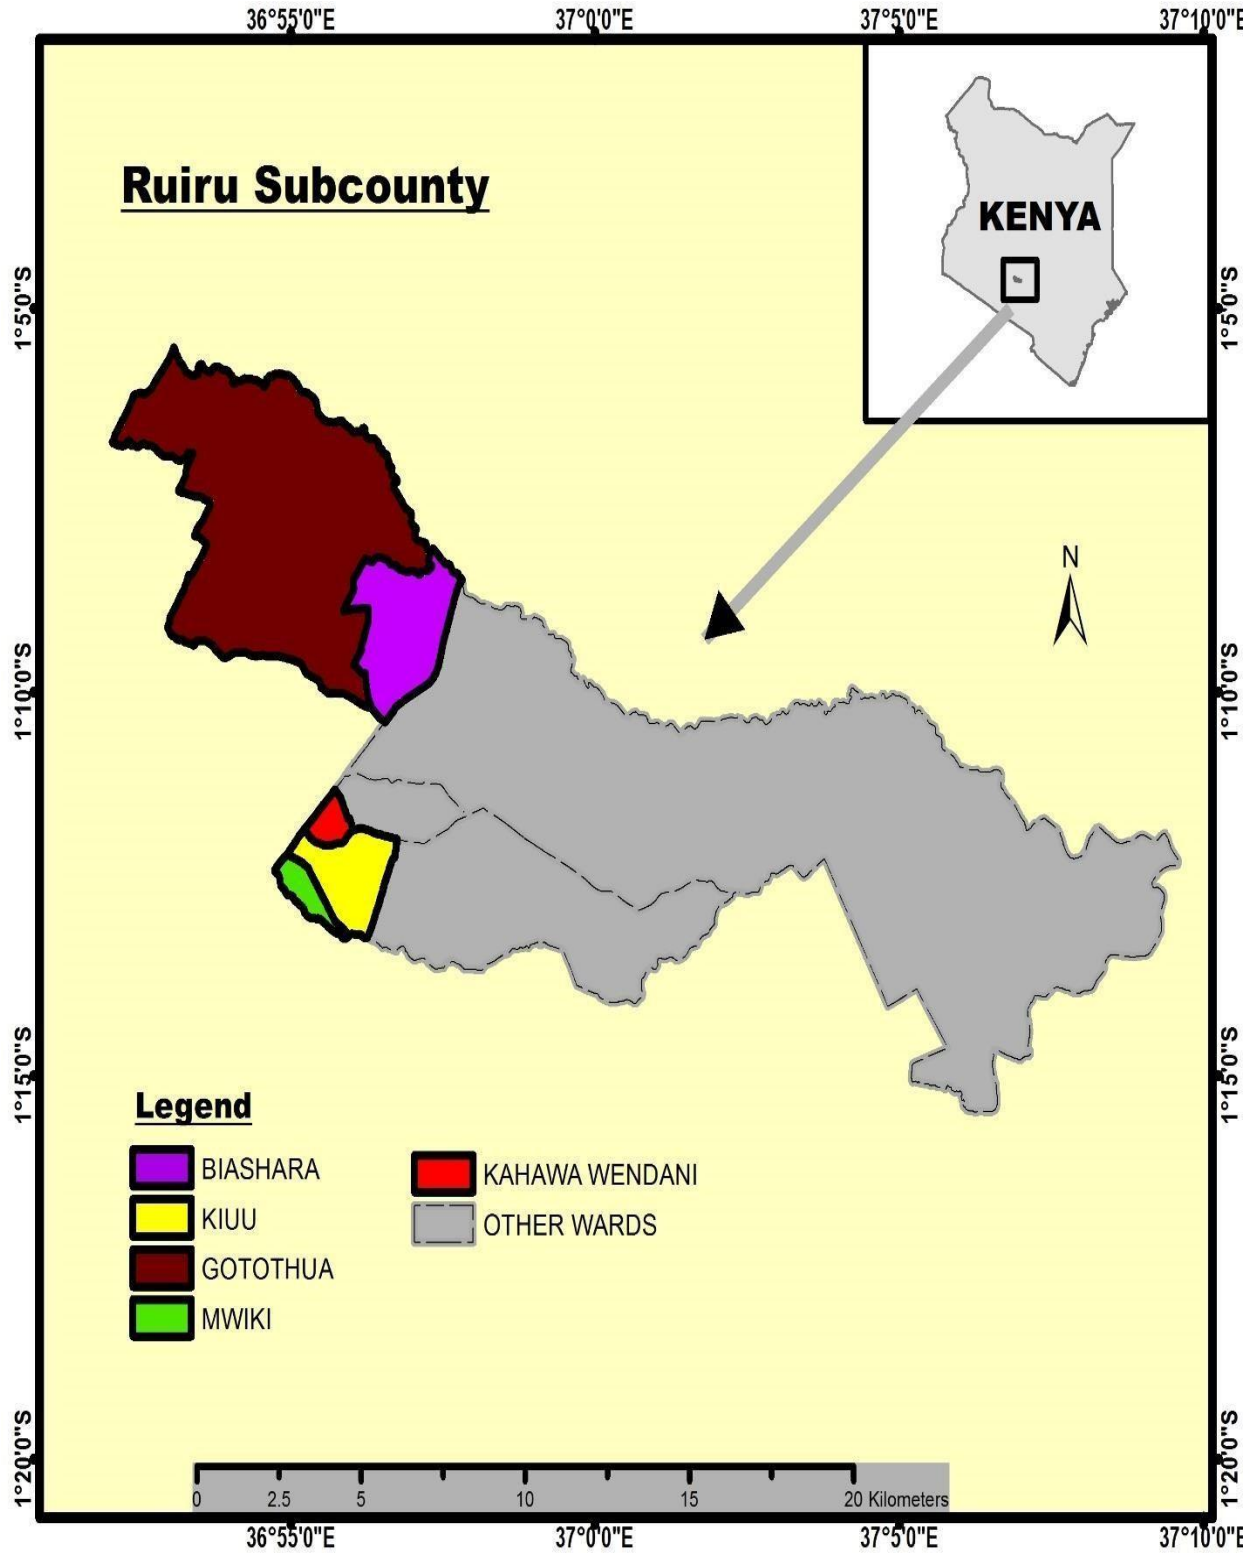 36°55'0"E 37°0'0"E 37°5'0"E 37°10'0"E
Ruiru Subcounty
KENYA
1°5'0"S 1°5'0"S
N
1°10'0"S 1°10'0"S
1°15'0"S 1°15'0"S
Legend
BIASHARA
KIUU
GOTOTHUA
MWIKI
KAHAWA WENDANI
OTHER WARDS
1°20'0"S 1°20'0"S
0 2.5 5 10 15 20 Kilometers
36°55'0"E 37°0'0"E 37°5'0"E 37°10'0"E